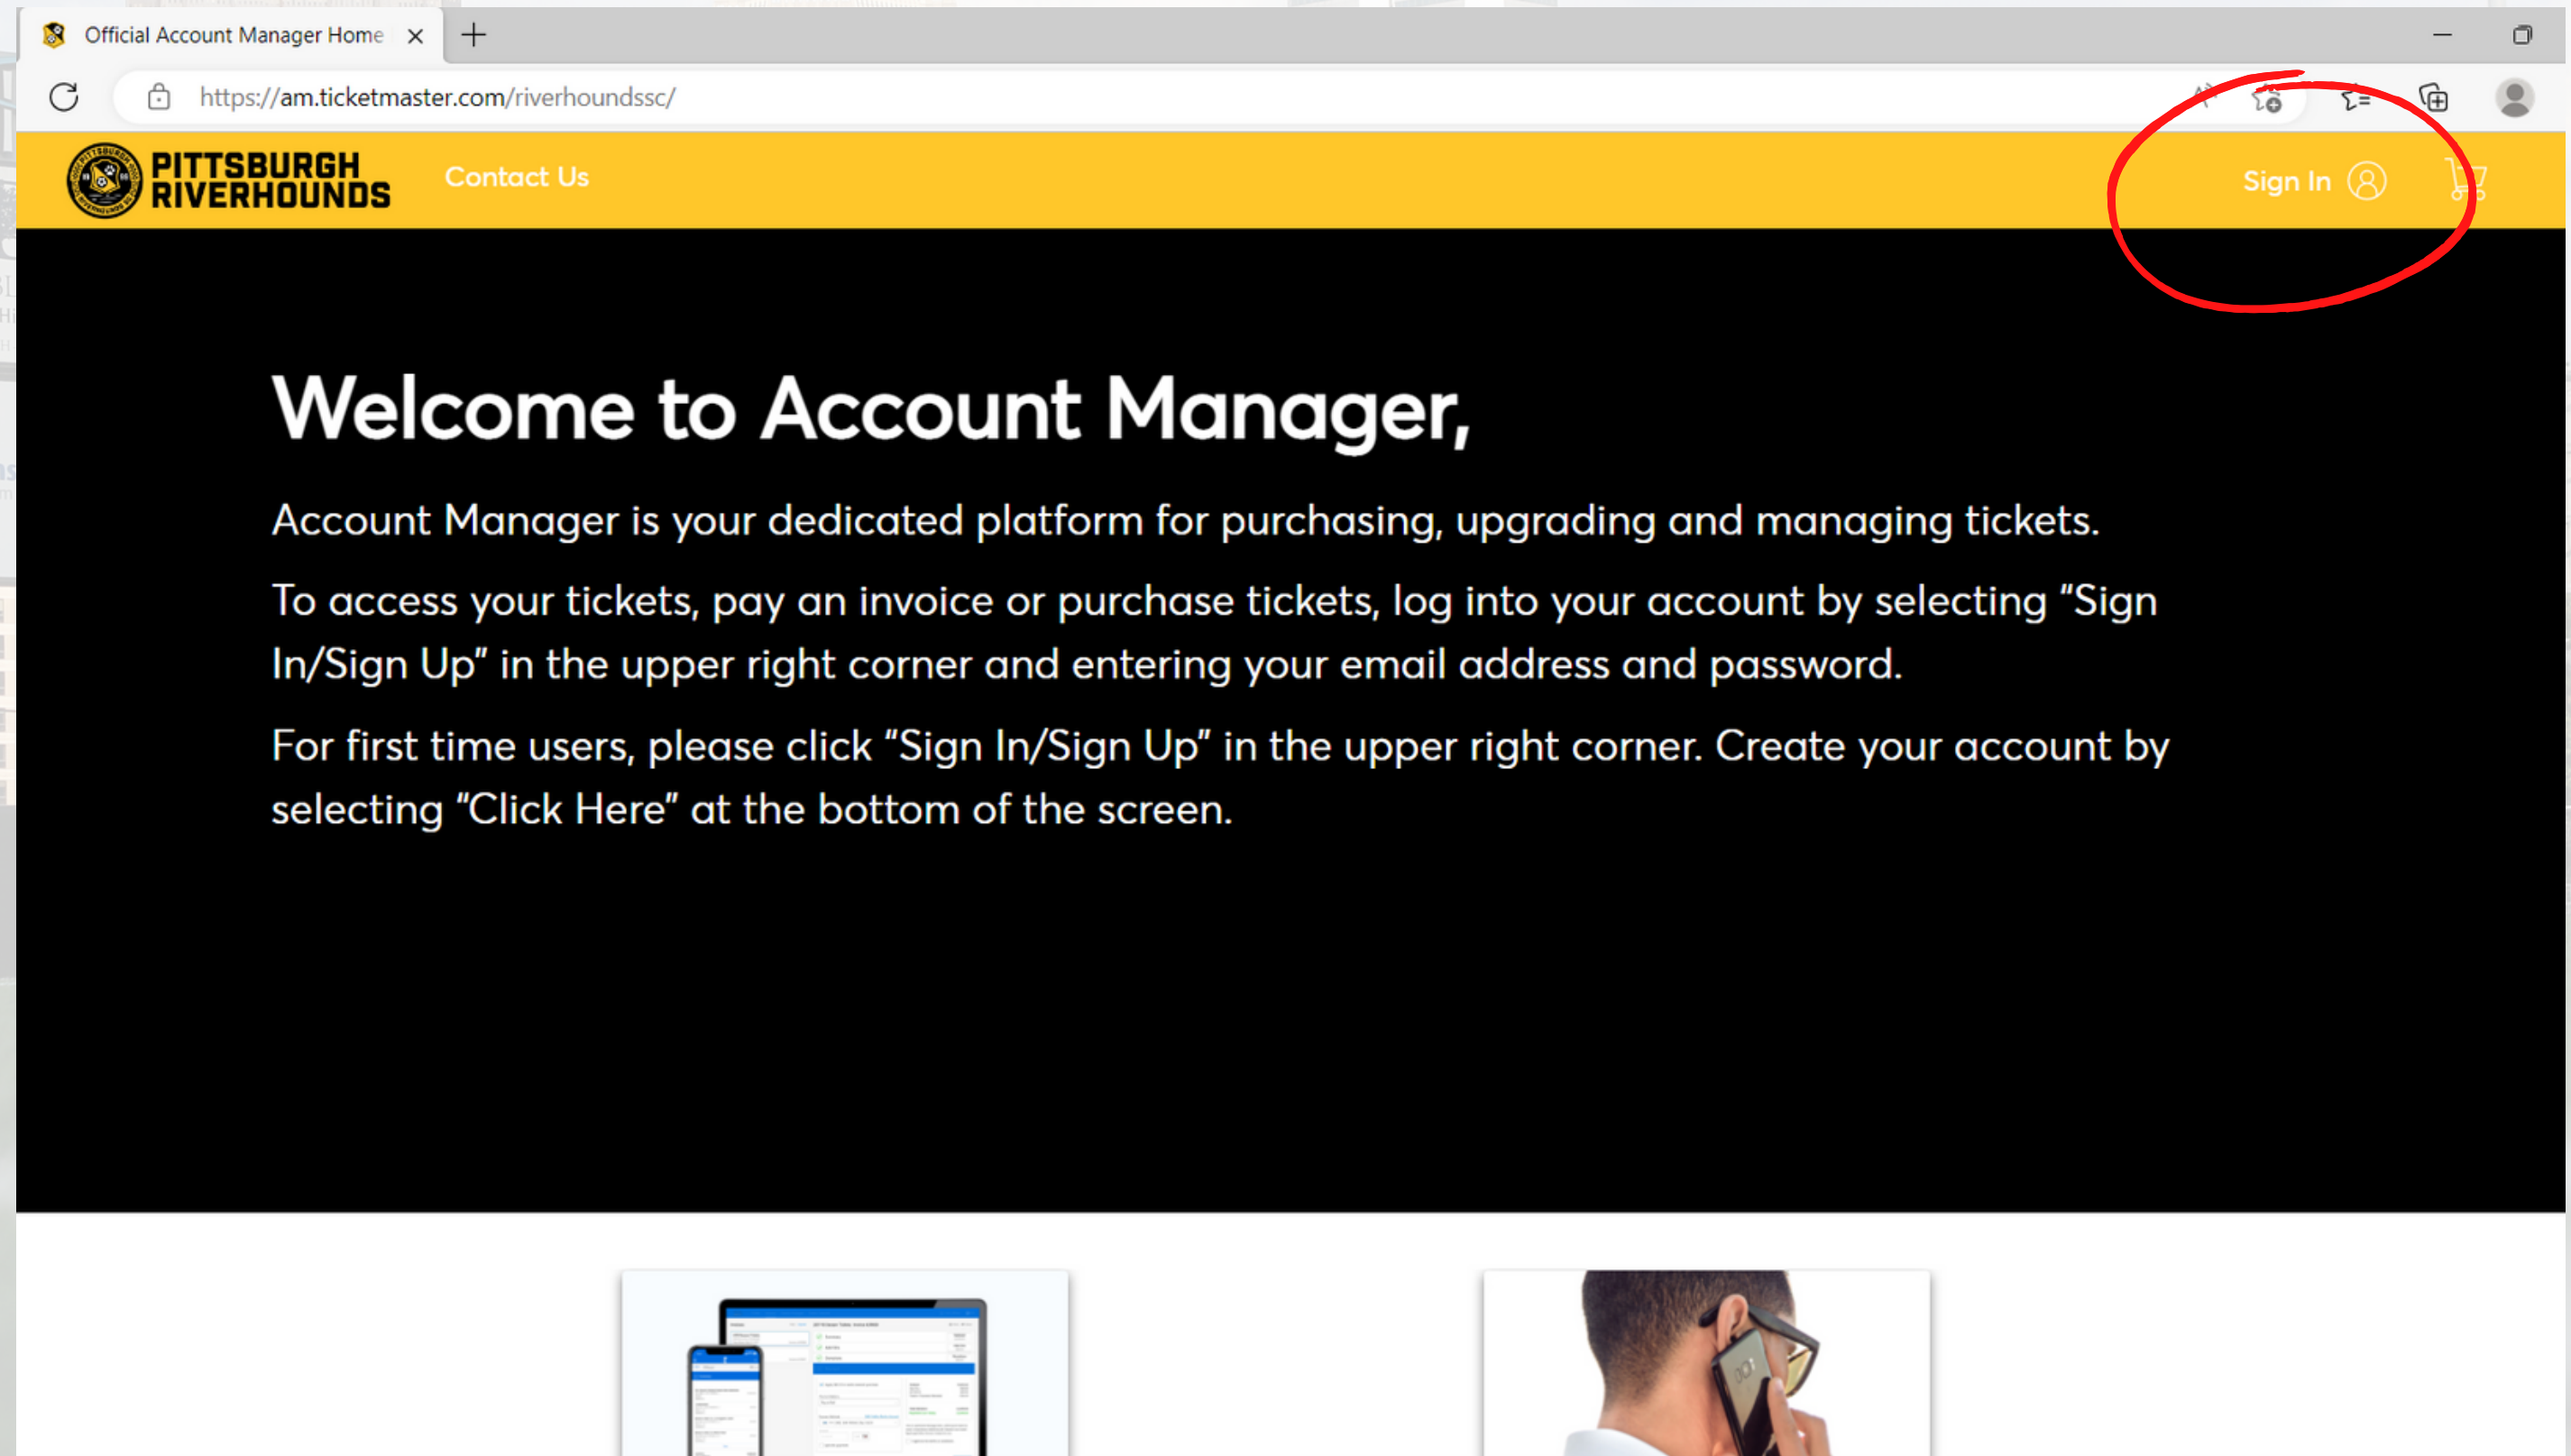 Official Account Manager Home
https://am.ticketmaster.com/riverhoundssc/
PITTSBURGH
RIVERHOUNDS
Contact Us
Sign In
Welcome to Account Manager,
Account Manager is your dedicated platform for purchasing, upgrading and managing tickets.
To access your tickets, pay an invoice or purchase tickets, log into your account by selecting “Sign
In/Sign Up” in the upper right corner and entering your email address and password.
For first time users, please click “Sign In/Sign Up” in the upper right corner. Create your account by
selecting “Click Here” at the bottom of the screen.